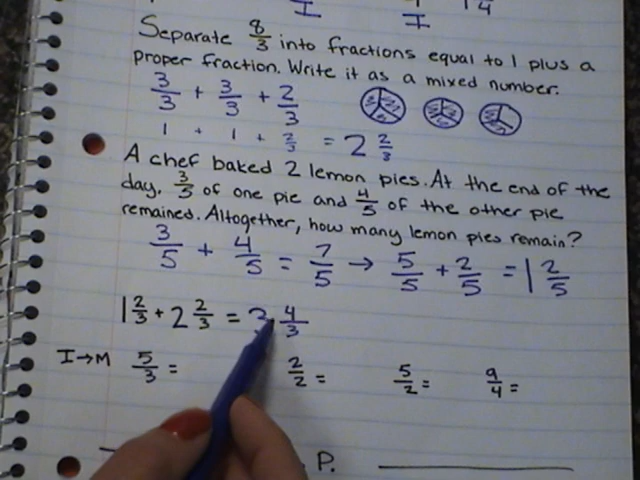 I I 1/4
Separate 8/3 into fractions equal to 1 plus a
proper fraction. Write it as a mixed number.
3/3 + 3/3 + 2/3
1 + 1 + 2/3 = 2 2/3
A chef baked 2 lemon pies. At the end of the
day, 3/5 of one pie and 4/5 of the other pie
remained. Altogether, how many lemon pies remain?
3/5 + 4/5 = 7/5 → 5/5 + 2/5 = 1 2/5
1 2/3 + 2 2/3 = 3 4/3
I→M 5/3 = 2/2 = 5/2 = 9/4 =
P.